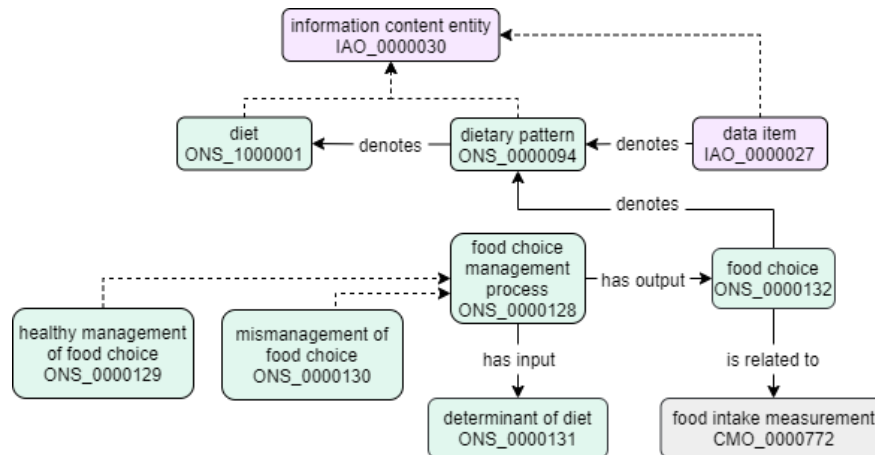 information content entity
IAO_0000030
diet
ONS_1000001
denotes
dietary pattern
ONS_0000094
denotes
data item
IAO_0000027
denotes
food choice
management
process
ONS_0000128
has output
food choice
ONS_0000132
healthy management
of food choice
ONS_0000129
mismanagement of
food choice
ONS_0000130
has input
is related to
determinant of diet
ONS_0000131
food intake measurement
CMO_0000772